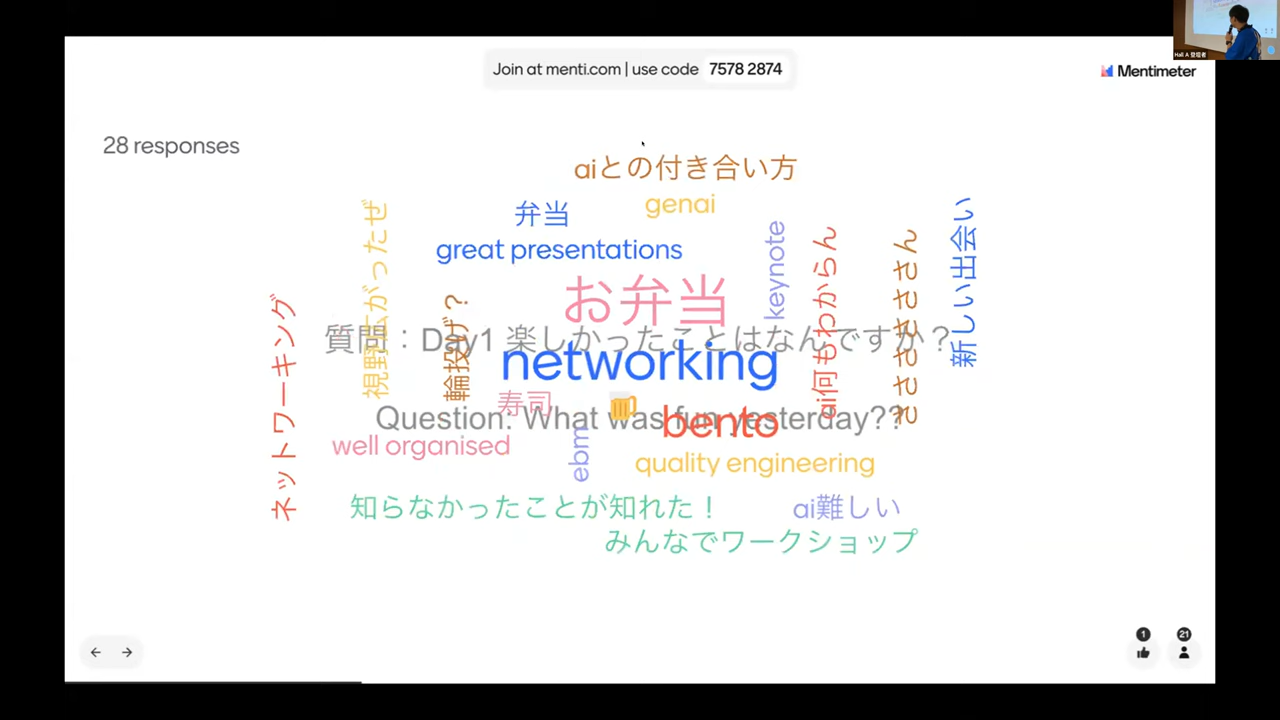 Join at menti.com | use code 7578 2874
Mentimeter
Hall A 登壇者
28 responses
aiとの付き合い方
genai
弁当
great presentations
keynote
お弁当
視野広がったぜ
輪投げ？
ai何もわからん
ささささささん
新しい出会い
ネットワーキング
質問：Day1 楽しかったことはなんですか？
networking
寿司
🍺
bento
Question: What was fun yesterday??
well organised
ebm
quality engineering
知らなかったことが知れた！
ai難しい
みんなでワークショップ
1
21